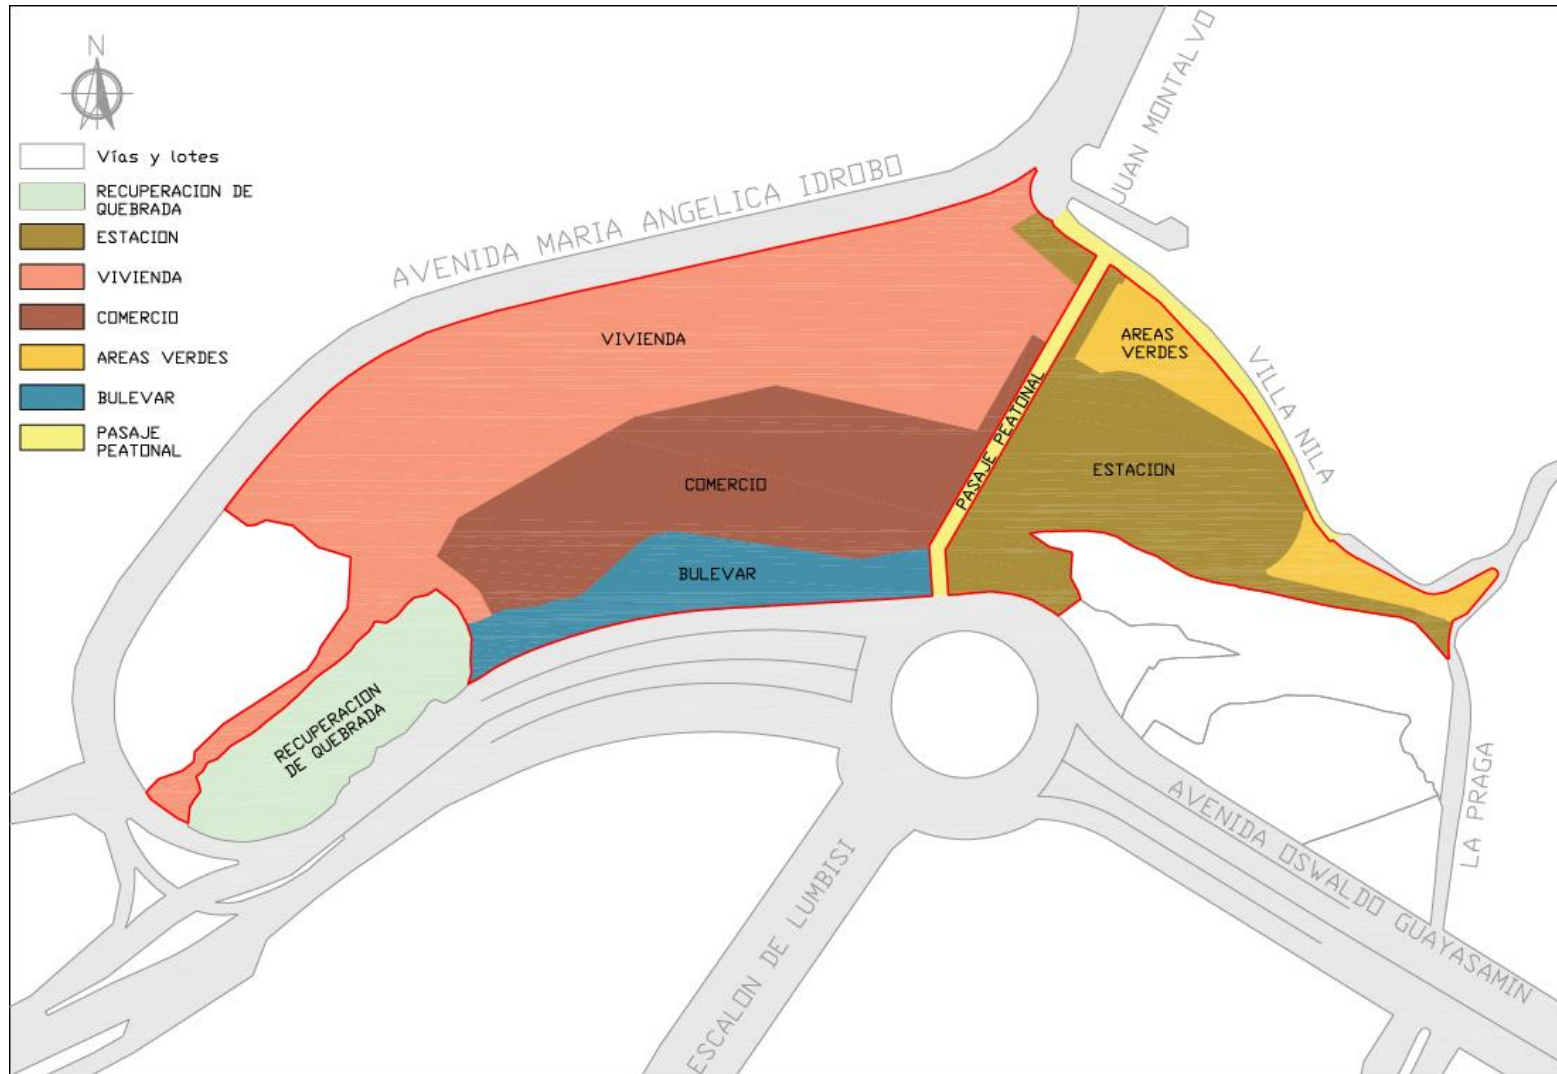 N
Vías y lotes
RECUPERACION DE
QUEBRADA
ESTACION
VIVIENDA
COMERCIO
AREAS VERDES
BULEVAR
PASAJE
PEATONAL
AVENIDA MARIA ANGELICA IDROBO
JUAN MONTALVO
VIVIENDA
AREAS
VERDES
VILLA NILA
PASAJE PEATONAL
ESTACION
COMERCIO
BULEVAR
RECUPERACION
DE QUEBRADA
ESCALON DE LUMBISI
AVENIDA OSWALDO GUAYASAMIN
LA PRAGA